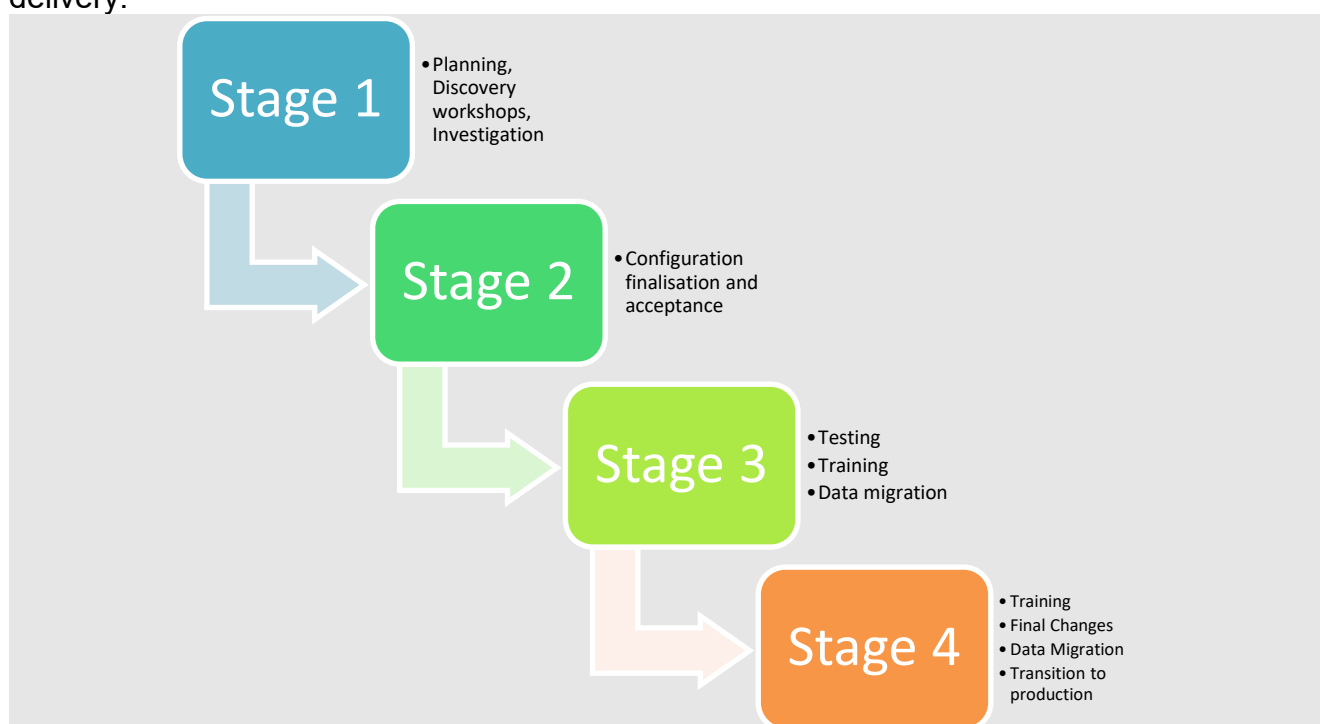 delivery.
Stage 1
•Planning,
Discovery
workshops,
Investigation
Stage 2
•Configuration
finalisation and
acceptance
Stage 3
•Testing
•Training
•Data migration
Stage 4
•Training
•Final Changes
•Data Migration
•Transition to
production